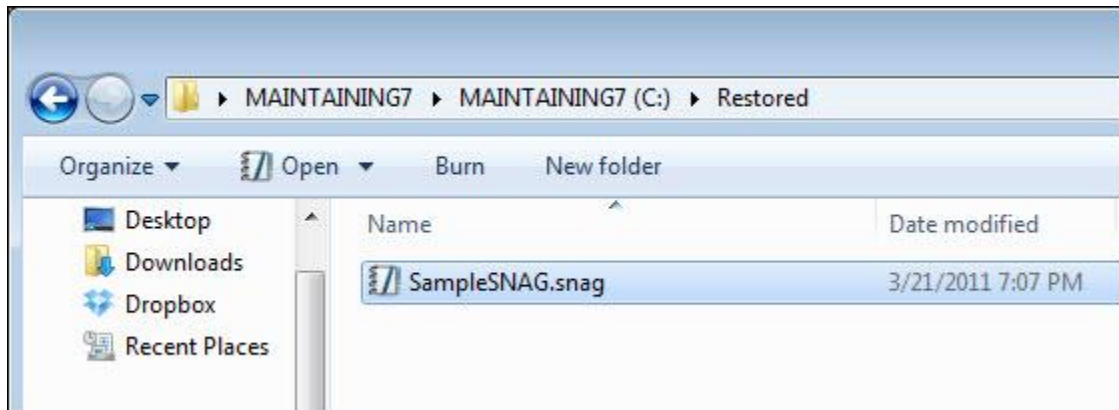 MAINTAINING7 MAINTAINING7 (C:) Restored
Organize Open Burn New folder
Desktop
Downloads
Dropbox
Recent Places
Name Date modified
SampleSNAG.snag 3/21/2011 7:07 PM